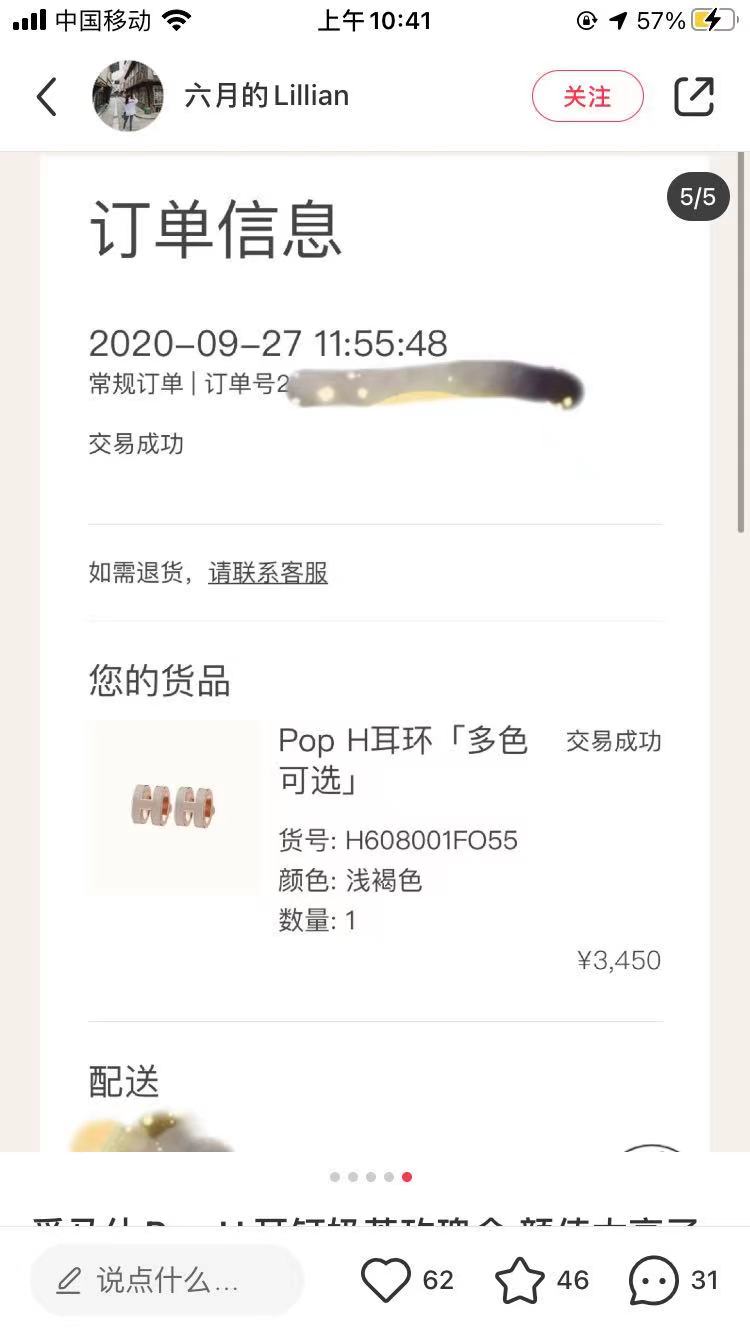 中国移动 上午10:41 57%
六月的Lillian 关注
5/5
订单信息
2020-09-27 11:55:48
常规订单 | 订单号2
交易成功
如需退货，请联系客服
您的货品
Pop H耳环「多色 交易成功
可选」
货号: H608001FO55
颜色: 浅褐色
数量: 1
¥3,450
配送
说点什么... 62 46 31